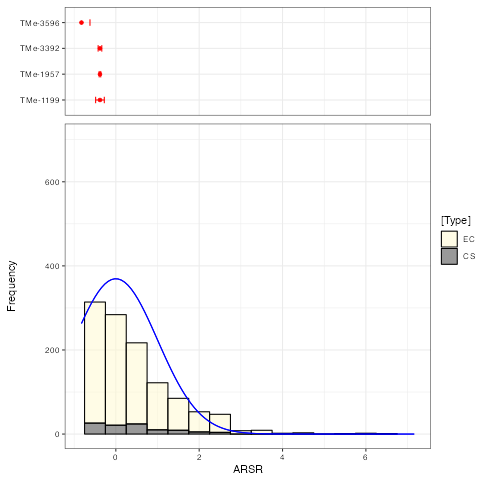 TMe-3596
TMe-3392
TMe-1957
TMe-1199
600
400
200
0
Frequency
0
2
4
6
ARSR
[Type]
EC
CS